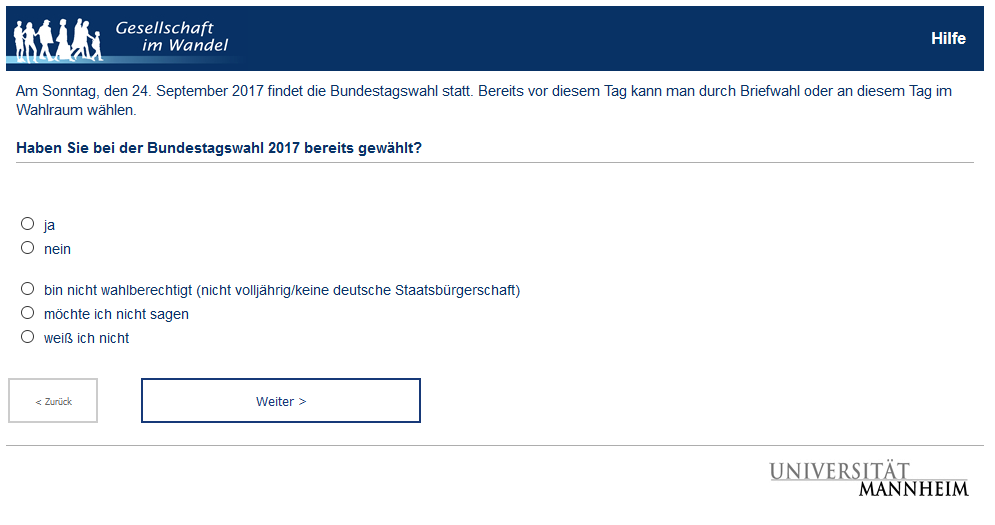 Gesellschaft
im Wandel
Hilfe
Am Sonntag, den 24. September 2017 findet die Bundestagswahl statt. Bereits vor diesem Tag kann man durch Briefwahl oder an diesem Tag im
Wahlraum wählen.
Haben Sie bei der Bundestagswahl 2017 bereits gewählt?
ja
nein
bin nicht wahlberechtigt (nicht volljährig/keine deutsche Staatsbürgerschaft)
möchte ich nicht sagen
weiß ich nicht
< Zurück
Weiter >
UNIVERSITÄT
MANNHEIM